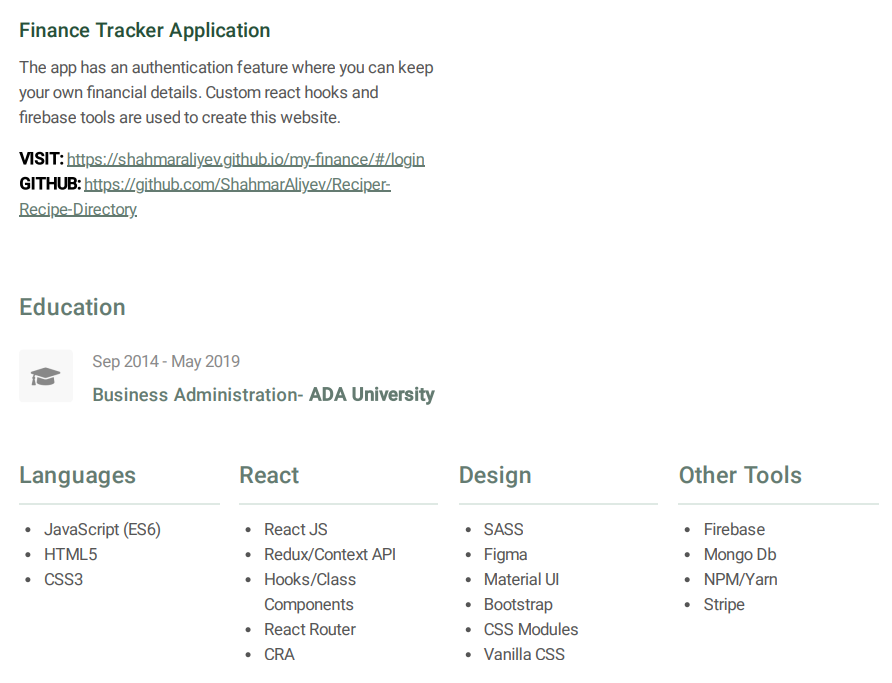 Finance Tracker Application
The app has an authentication feature where you can keep
your own financial details. Custom react hooks and
firebase tools are used to create this website.
VISIT: https://shahmaraliyev.github.io/my-finance/#/login
GITHUB: https://github.com/ShahmarAliyev/Reciper-
Recipe-Directory
Education
Sep 2014 - May 2019
Business Administration- ADA University
Languages
• JavaScript (ES6)
• HTML5
• CSS3
React
• React JS
• Redux/Context API
• Hooks/Class
Components
• React Router
• CRA
Design
• SASS
• Figma
• Material UI
• Bootstrap
• CSS Modules
• Vanilla CSS
Other Tools
• Firebase
• Mongo Db
• NPM/Yarn
• Stripe